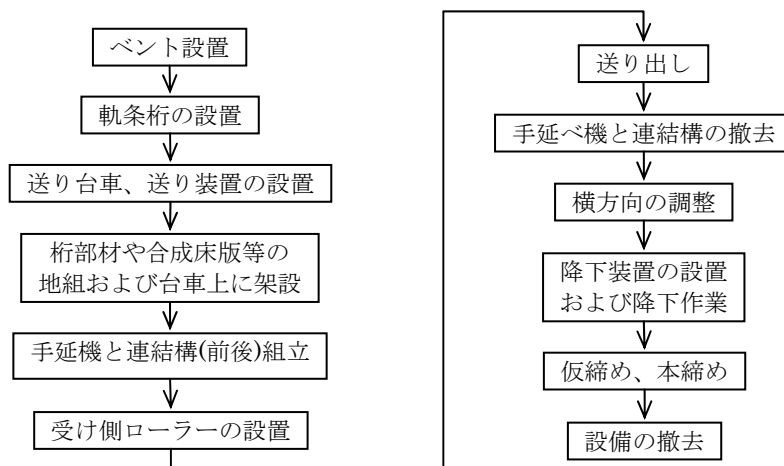 ベント設置
軌条桁の設置
送り台車、送り装置の設置
桁部材や合成床版等の
地組および台車上に架設
手延機と連結構(前後)組立
受け側ローラーの設置
送り出し
手延べ機と連結構の撤去
横方向の調整
降下装置の設置
および降下作業
仮締め、本締め
設備の撤去